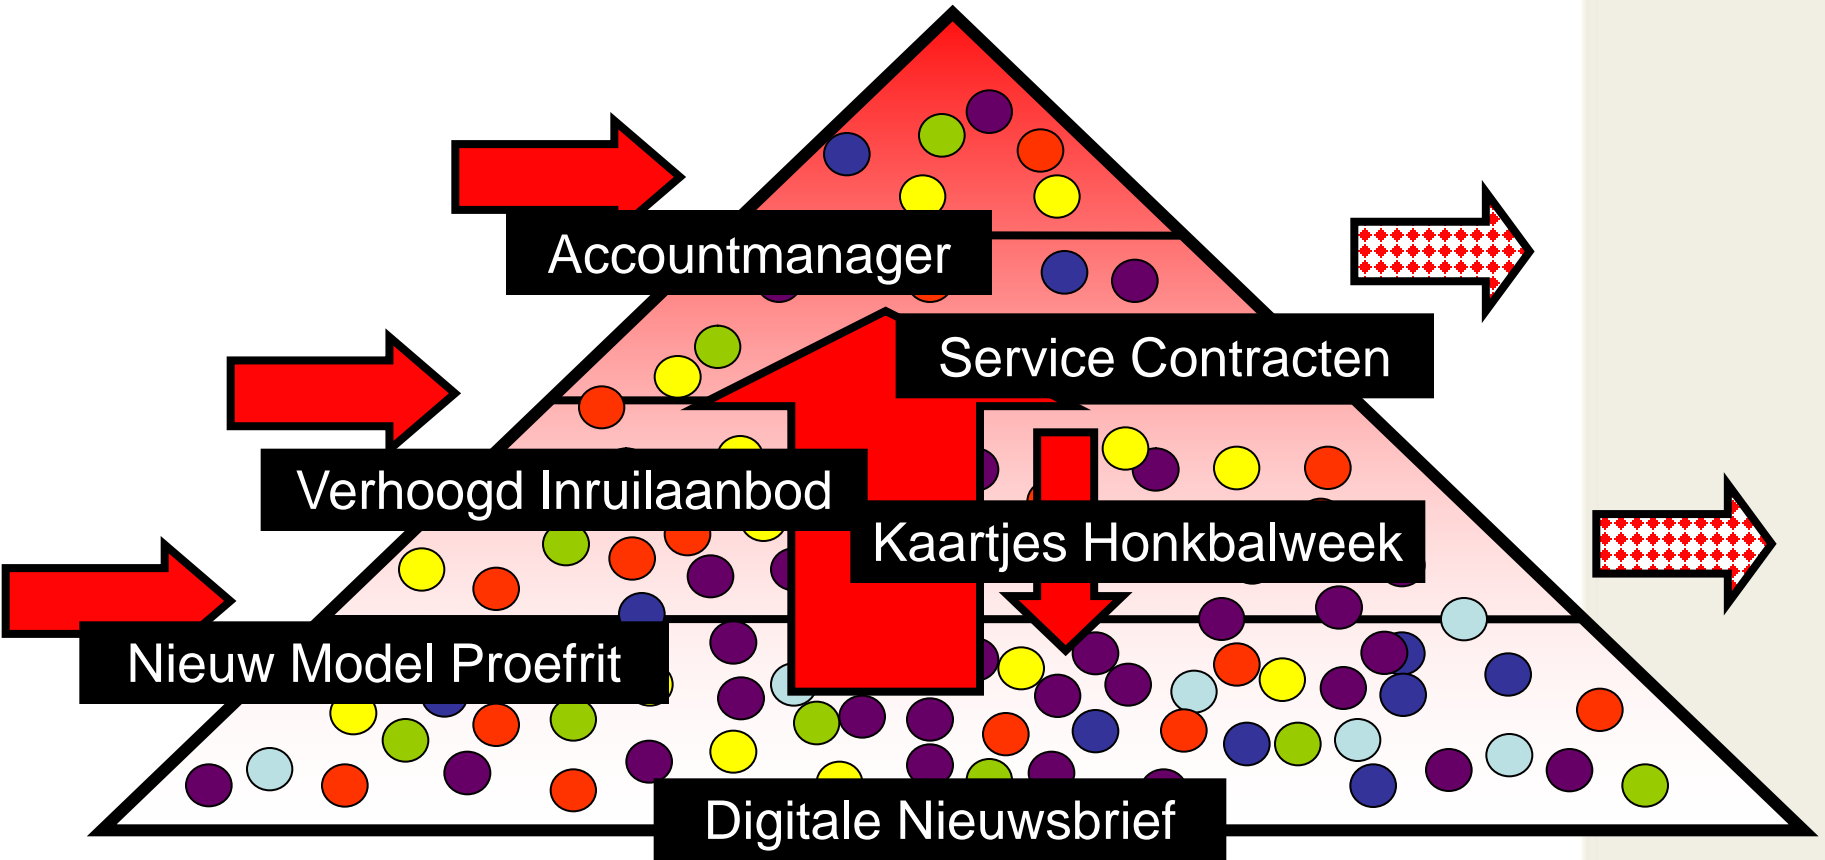 Accountmanager
Service Contracten
Verhoogd Inruilaanbod
Kaartjes Honkbalweek
Nieuw Model Proefrit
Digitale Nieuwsbrief